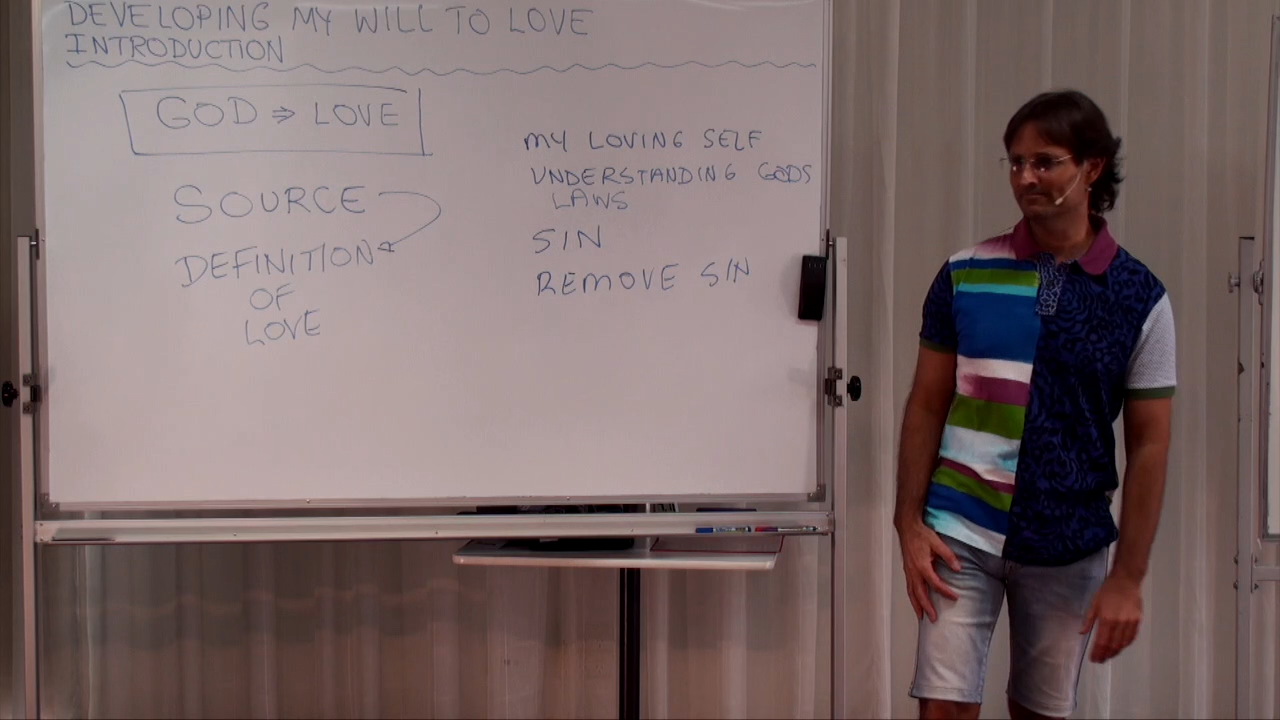 DEVELOPING MY WILL TO LOVE
INTRODUCTION
GOD ⇒ LOVE
SOURCE
DEFINITION
OF
LOVE
MY LOVING SELF
UNDERSTANDING GODS
LAWS
SIN
REMOVE SIN